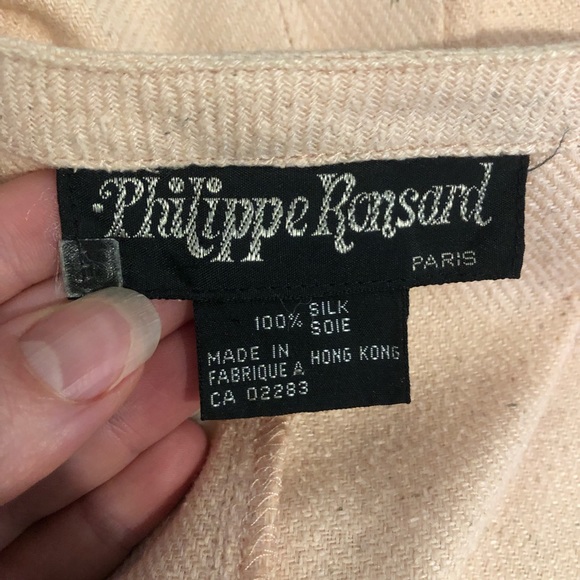 Philippe Ronsard
PARIS
100% SILK
SOIE
MADE IN HONG KONG
FABRIQUE A
CA 02283